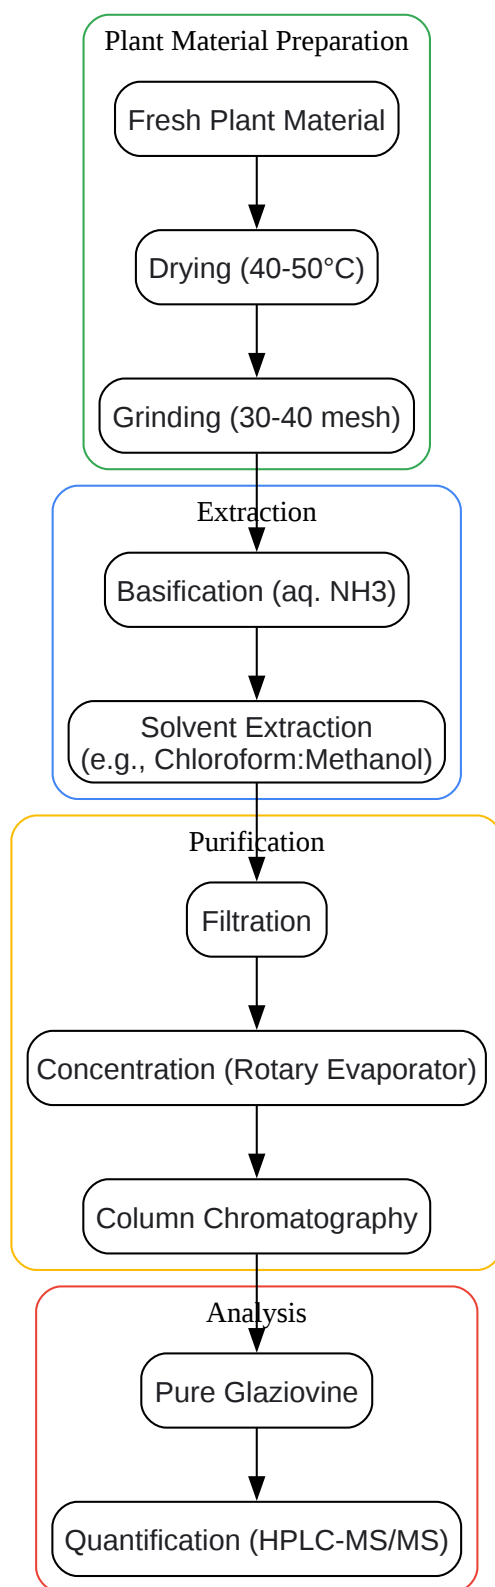 Plant Material Preparation
Fresh Plant Material
Drying (40-50°C)
Grinding (30-40 mesh)
Extraction
Basification (aq. NH3)
Solvent Extraction
(e.g., Chloroform:Methanol)
Purification
Filtration
Concentration (Rotary Evaporator)
Column Chromatography
Analysis
Pure Glaziovine
Quantification (HPLC-MS/MS)